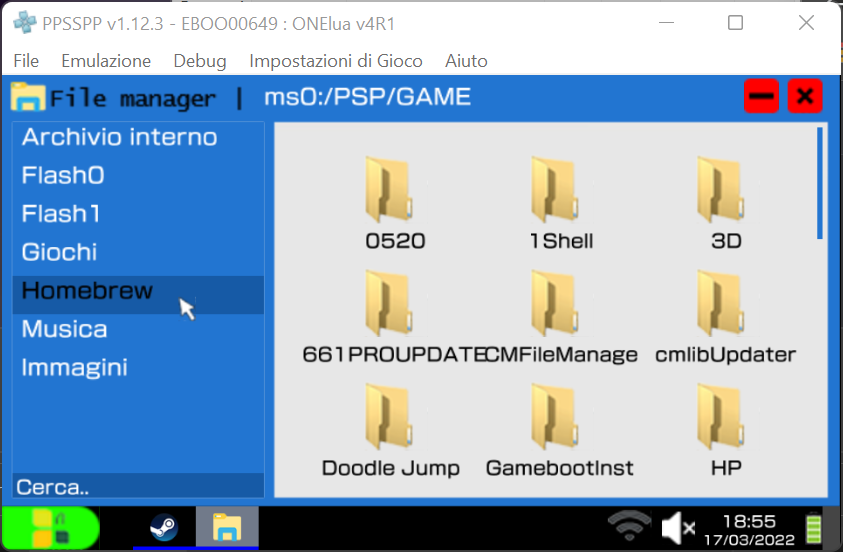 PPSSPP v1.12.3 - EBOO00649 : ONElua v4R1
File Emulazione Debug Impostazioni di Gioco Aiuto
File manager | ms0:/PSP/GAME
Archivio interno
Flash0
Flash1
Giochi
Homebrew
Musica
Immagini
Cerca..
0520 1Shell 3D
661PROUPDATE CMFileManage cmlibUpdater
Doodle Jump GamebootInst HP
18:55
17/03/2022